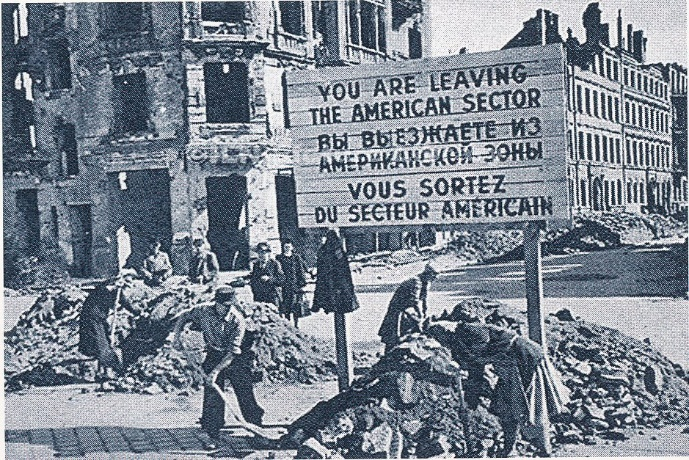 YOU ARE LEAVING
THE AMERICAN SECTOR
ВЫ ВЫЕЗЖАЕТЕ ИЗ
АМЕРИКАНСКОЙ ЗОНЫ
VOUS SORTEZ
DU SECTEUR AMERICAIN